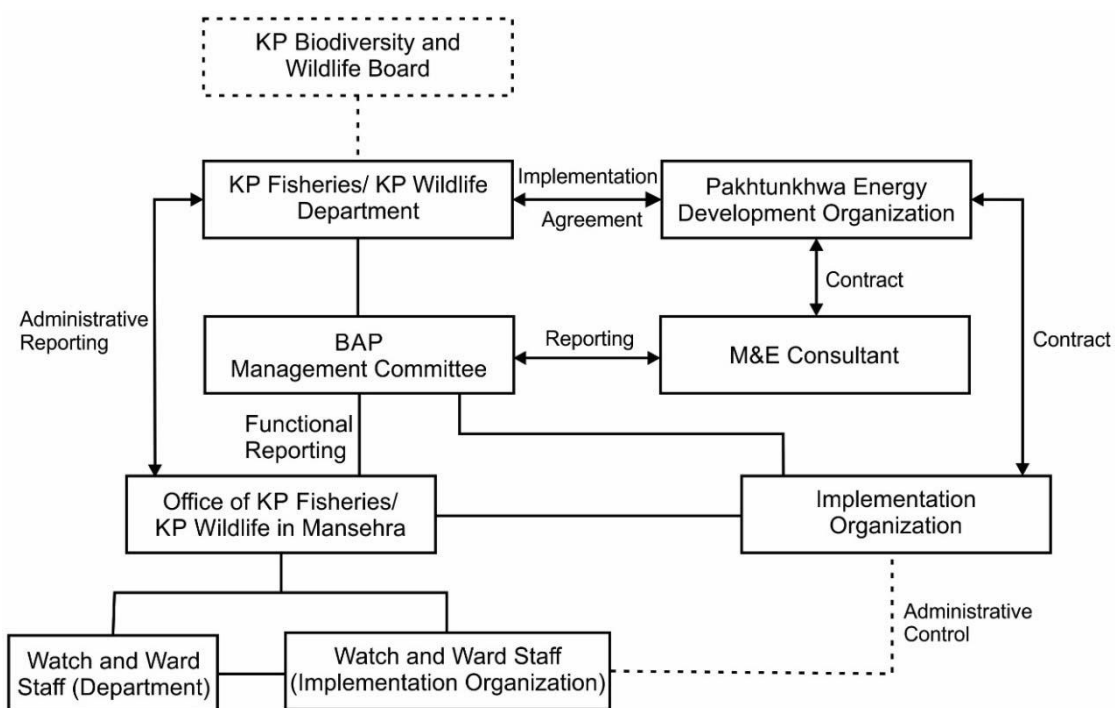 KP Biodiversity and
Wildlife Board
KP Fisheries/ KP Wildlife
Department
Implementation
Agreement
Pakhtunkhwa Energy
Development Organization
Administrative
Reporting
Contract
Contract
BAP
Management Committee
Reporting
M&E Consultant
Functional
Reporting
Office of KP Fisheries/
KP Wildlife in Mansehra
Implementation
Organization
Administrative
Control
Watch and Ward
Staff (Department)
Watch and Ward Staff
(Implementation Organization)